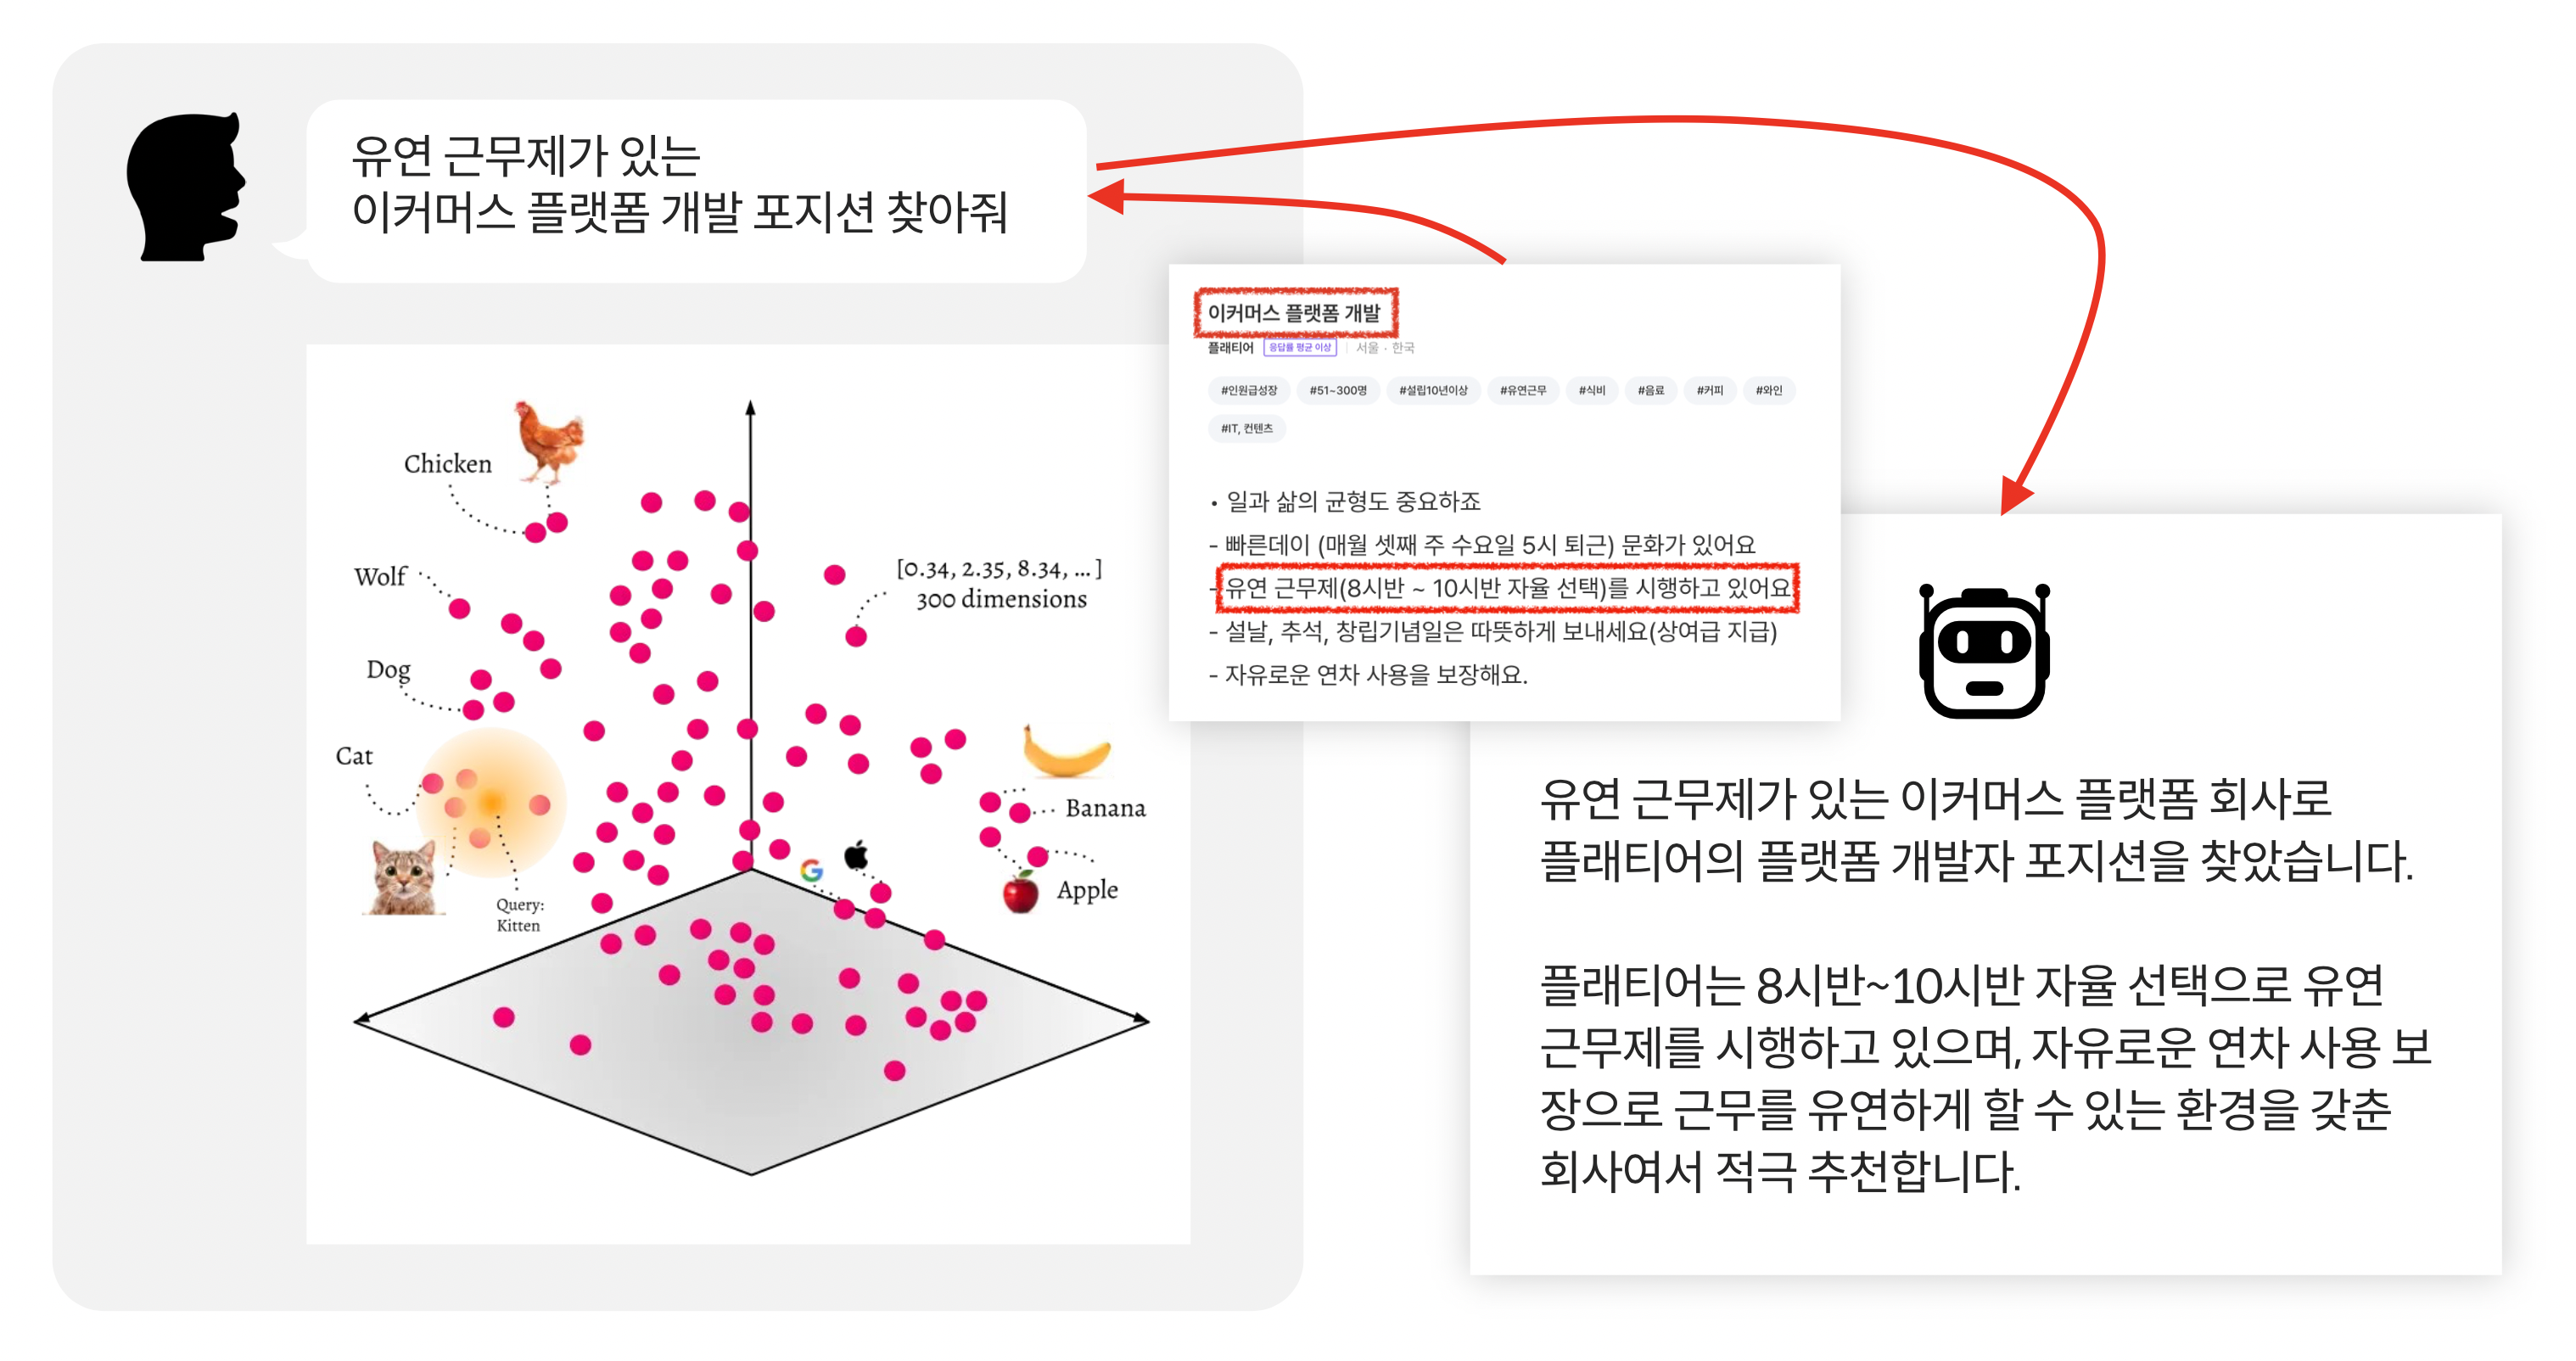 유연 근무제가 있는
이커머스 플랫폼 개발 포지션 찾아줘
Chicken
Wolf
Dog
Cat
Query:
Kitten
[0.34, 2.35, 8.34, ... ]
300 dimensions
Banana
Apple
이커머스 플랫폼 개발
플래티어 응답률 평균 이상 서울 · 한국
#인원급성장 #51~300명 #설립10년이상 #유연근무 #식비 #음료 #커피 #와인
#IT, 컨텐츠
• 일과 삶의 균형도 중요하죠
- 빠른데이 (매월 셋째 주 수요일 5시 퇴근) 문화가 있어요
- 유연 근무제(8시반 ~ 10시반 자율 선택)를 시행하고 있어요
- 설날, 추석, 창립기념일은 따뜻하게 보내세요(상여급 지급)
- 자유로운 연차 사용을 보장해요.
유연 근무제가 있는 이커머스 플랫폼 회사로
플래티어의 플랫폼 개발자 포지션을 찾았습니다.
플래티어는 8시반~10시반 자율 선택으로 유연
근무제를 시행하고 있으며, 자유로운 연차 사용 보
장으로 근무를 유연하게 할 수 있는 환경을 갖춘
회사여서 적극 추천합니다.